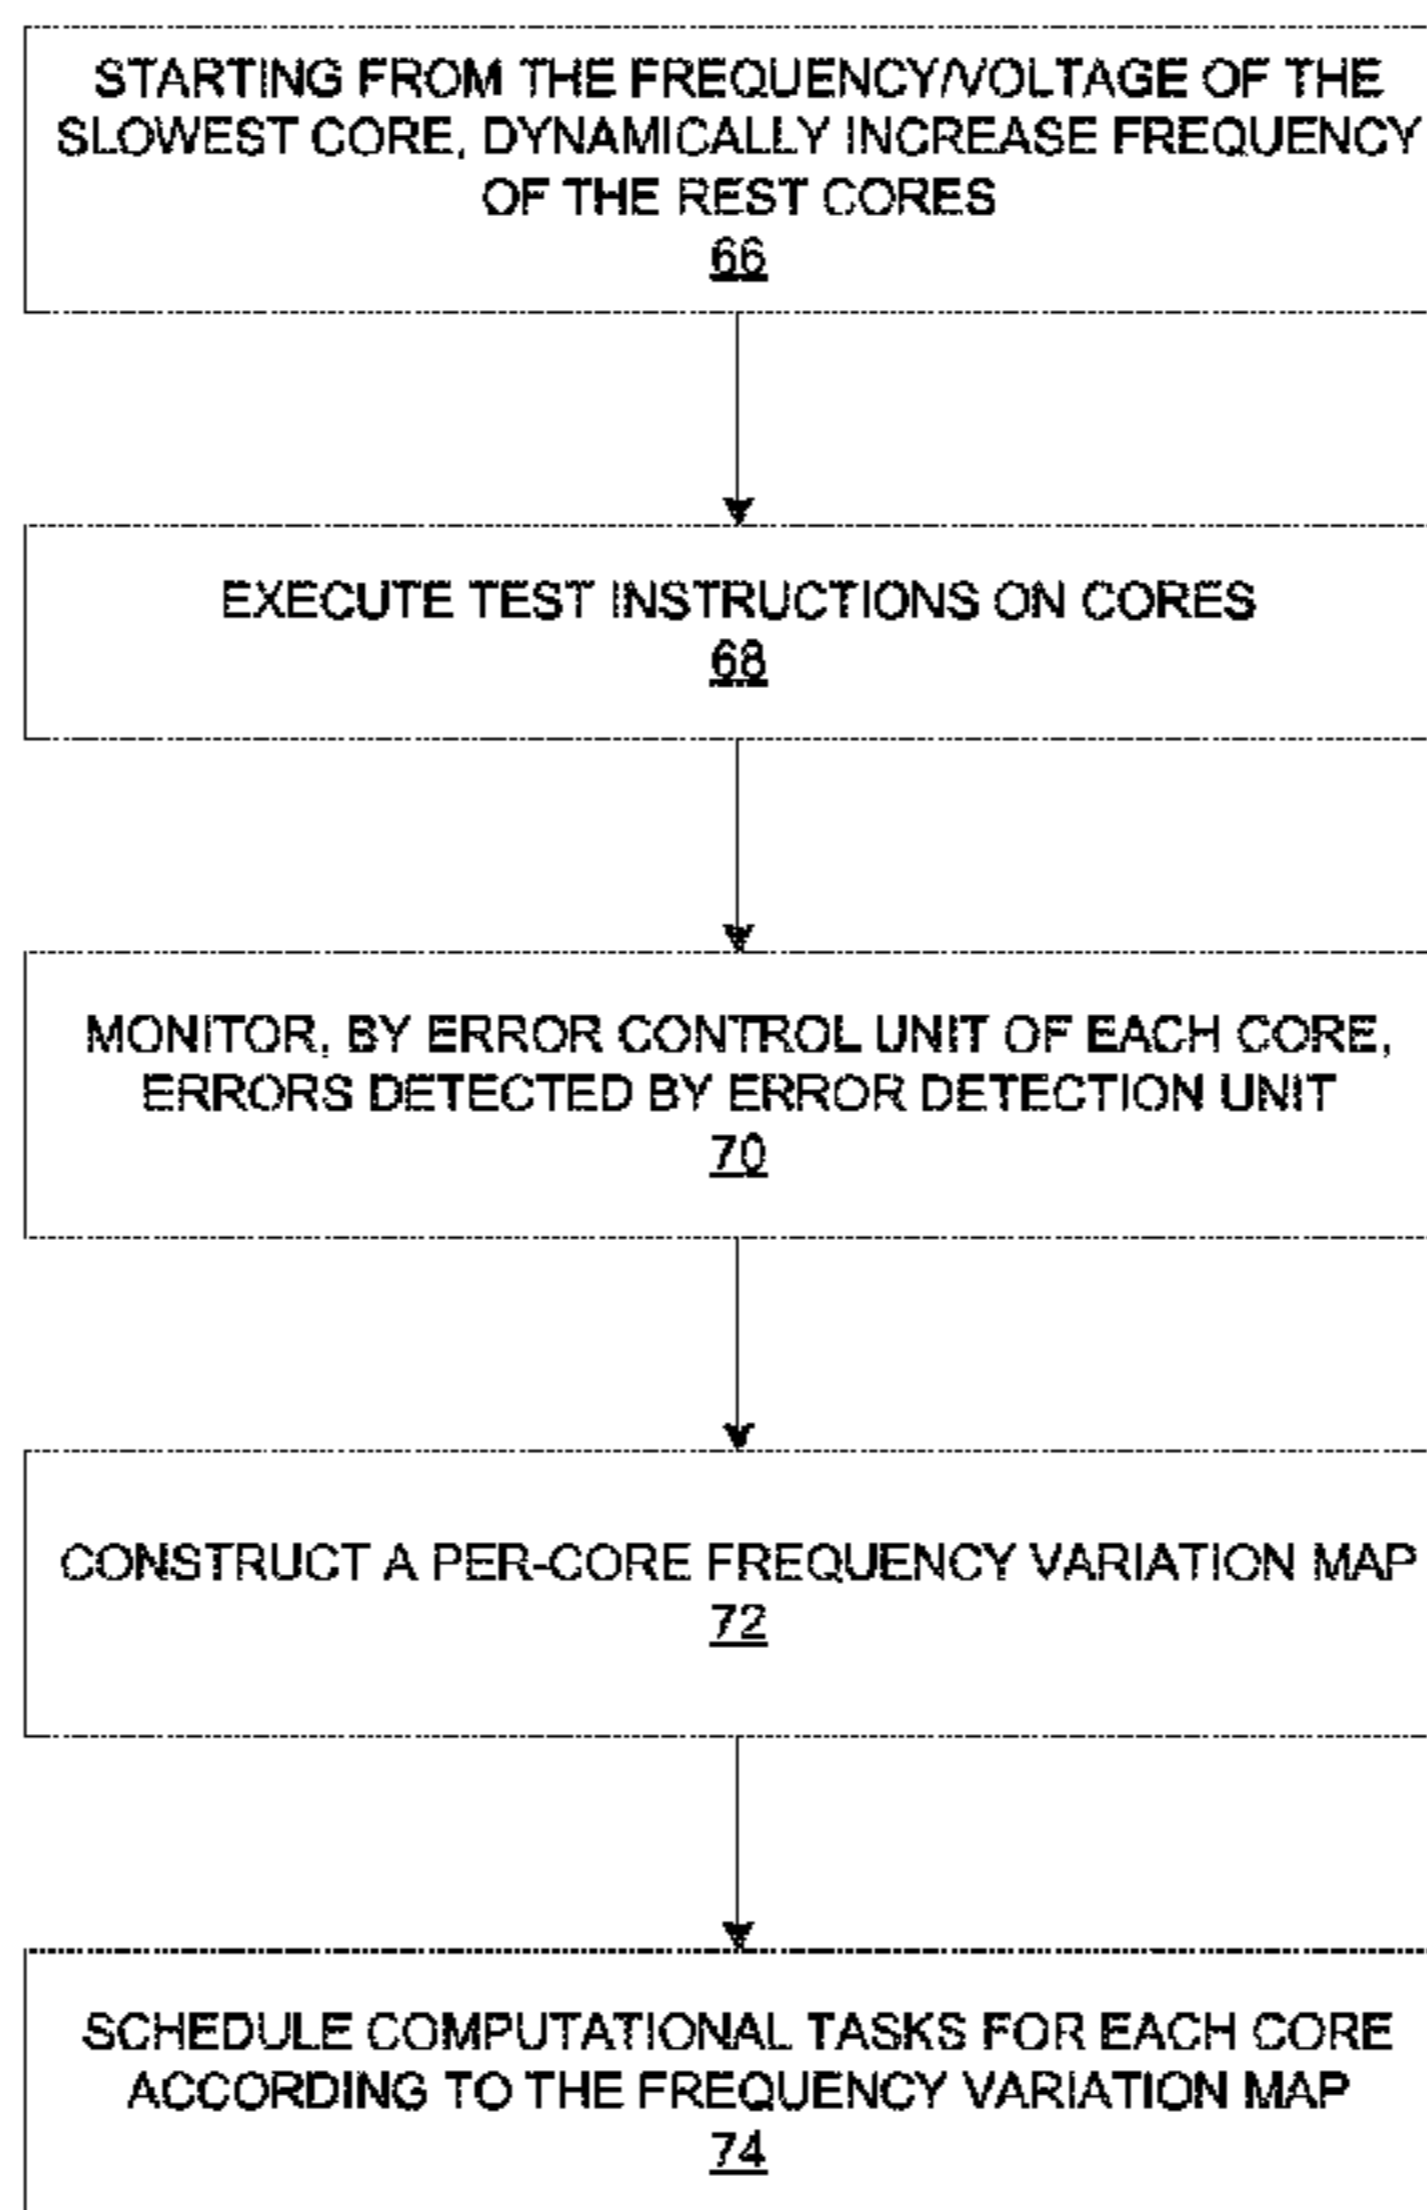 STARTING FROM THE FREQUENCY/VOLTAGE OF THE
SLOWEST CORE, DYNAMICALLY INCREASE FREQUENCY
OF THE REST CORES
66
EXECUTE TEST INSTRUCTIONS ON CORES
68
MONITOR, BY ERROR CONTROL UNIT OF EACH CORE,
ERRORS DETECTED BY ERROR DETECTION UNIT
70
CONSTRUCT A PER-CORE FREQUENCY VARIATION MAP
72
SCHEDULE COMPUTATIONAL TASKS FOR EACH CORE
ACCORDING TO THE FREQUENCY VARIATION MAP
74